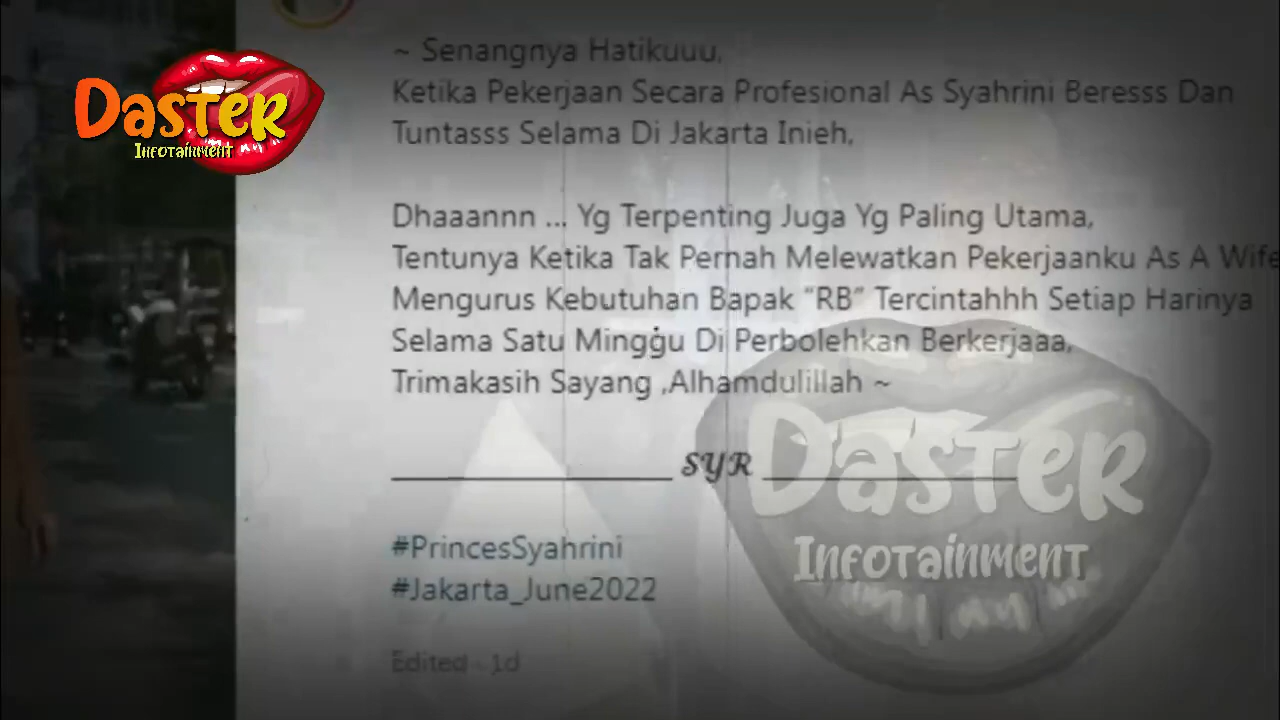 Daster
Infotainment
~ Senangnya Hatikuuu,
Ketika Pekerjaan Secara Profesional As Syahrini Beresss Dan
Tuntasss Selama Di Jakarta Inieh,
Dhaaannnn ... Yg Terpenting Juga Yg Paling Utama,
Tentunya Ketika Tak Pernah Melewatkan Pekerjaanku As A Wife
Mengurus Kebutuhan Bapak “RB” Tercintahhh Setiap Harinya
Selama Satu Minggu Di Perbolehkan Berkerjaaa,
Trimakasih Sayang ,Alhamdulillah ~
SYR
Daster
Infotainment
#PrincesSyahrini
#Jakarta_June2022
Edited · 1d